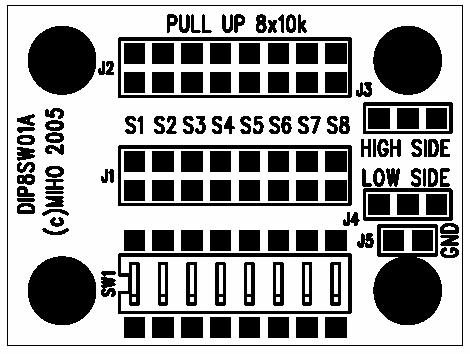 PULL UP 8x10k
J2
J3
S1 S2 S3 S4 S5 S6 S7 S8
HIGH SIDE
J1
LOW SIDE
J4
J5
GND
SW1
DIP8SW01A
(c)MIHO 2005